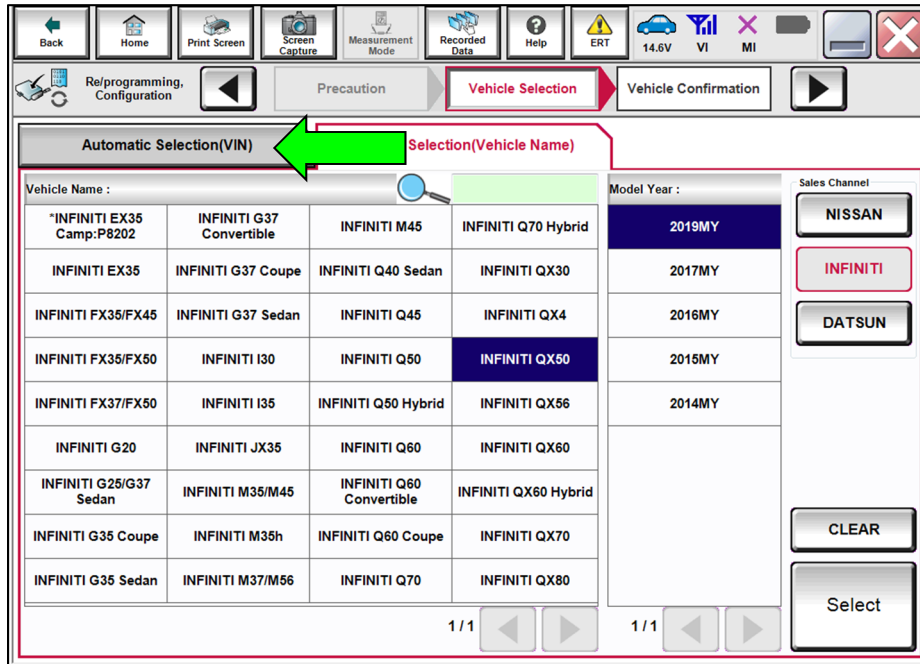 Back
Home
Print Screen
Screen
Capture
Measurement
Mode
Recorded
Data
Help
ERT
14.6V
VI
MI
Re/programming,
Configuration
Precaution
Vehicle Selection
Vehicle Confirmation
Automatic Selection(VIN)
Selection(Vehicle Name)
Vehicle Name :
Model Year :
Sales Channel
*INFINITI EX35
Camp:P8202
INFINITI G37
Convertible
INFINITI M45
INFINITI Q70 Hybrid
2019MY
NISSAN
INFINITI EX35
INFINITI G37 Coupe
INFINITI Q40 Sedan
INFINITI QX30
2017MY
INFINITI
INFINITI FX35/FX45
INFINITI G37 Sedan
INFINITI Q45
INFINITI QX4
2016MY
DATSUN
INFINITI FX35/FX50
INFINITI I30
INFINITI Q50
INFINITI QX50
2015MY
INFINITI FX37/FX50
INFINITI I35
INFINITI Q50 Hybrid
INFINITI QX56
2014MY
INFINITI G20
INFINITI JX35
INFINITI Q60
INFINITI QX60
INFINITI G25/G37
Sedan
INFINITI M35/M45
INFINITI Q60
Convertible
INFINITI QX60 Hybrid
INFINITI G35 Coupe
INFINITI M35h
INFINITI Q60 Coupe
INFINITI QX70
CLEAR
INFINITI G35 Sedan
INFINITI M37/M56
INFINITI Q70
INFINITI QX80
Select
1/1
1/1